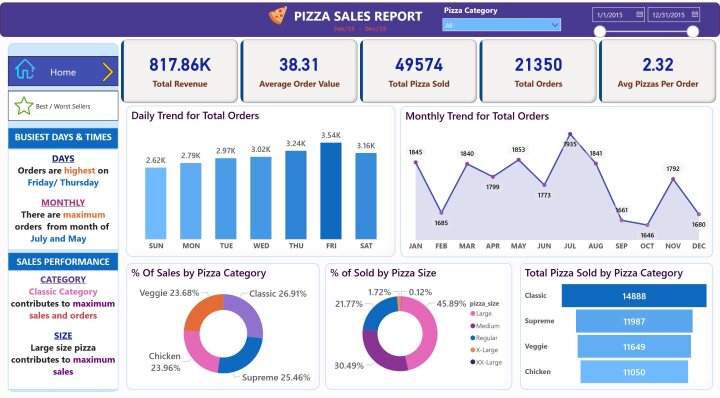 PIZZA SALES REPORT
Jan/15 - Dec/15
Pizza Category
All
1/1/2015
12/31/2015
Home
Best / Worst Sellers
BUSIEST DAYS & TIMES
DAYS
Orders are highest on
Friday/ Thursday
MONTHLY
There are maximum
orders from month of
July and May
SALES PERFORMANCE
CATEGORY
Classic Category
contributes to maximum
sales and orders
SIZE
Large size pizza
contributes to maximum
sales
817.86K
Total Revenue
38.31
Average Order Value
49574
Total Pizza Sold
21350
Total Orders
2.32
Avg Pizzas Per Order
Daily Trend for Total Orders
2.62K
2.79K
2.97K
3.02K
3.24K
3.54K
3.16K
SUN
MON
TUE
WED
THU
FRI
SAT
Monthly Trend for Total Orders
1845
1685
1840
1799
1853
1773
1935
1841
1661
1646
1792
1680
JAN
FEB
MAR
APR
MAY
JUN
JUL
AUG
SEP
OCT
NOV
DEC
% Of Sales by Pizza Category
Veggie 23.68%
Classic 26.91%
Chicken
23.96%
Supreme 25.46%
% of Sold by Pizza Size
1.72%
0.12%
21.77%
45.89%
30.49%
pizza_size
Large
Medium
Regular
X-Large
XX-Large
Total Pizza Sold by Pizza Category
Classic
14888
Supreme
11987
Veggie
11649
Chicken
11050